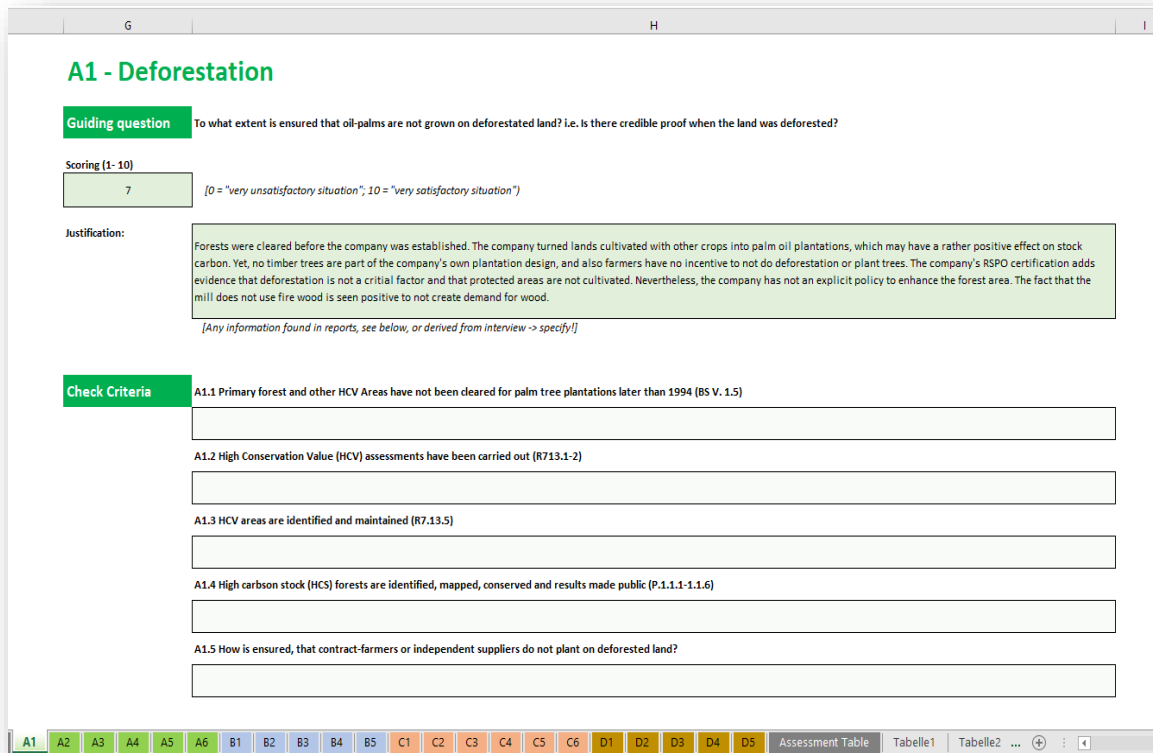 G H I
A1 - Deforestation
Guiding question To what extent is ensured that oil-palms are not grown on deforestated land? i.e. Is there credible proof when the land was deforested?
Scoring (1- 10)
7 [0 = "very unsatisfactory situation"; 10 = "very satisfactory situation")
Justification:
Forests were cleared before the company was established. The company turned lands cultivated with other crops into palm oil plantations, which may have a rather positive effect on stock
carbon. Yet, no timber trees are part of the company's own plantation design, and also farmers have no incentive to not do deforestation or plant trees. The company's RSPO certification adds
evidence that deforestation is not a critial factor and that protected areas are not cultivated. Nevertheless, the company has not an explicit policy to enhance the forest area. The fact that the
mill does not use fire wood is seen positive to not create demand for wood.
[Any information found in reports, see below, or derived from interview -> specify!]
Check Criteria A1.1 Primary forest and other HCV Areas have not been cleared for palm tree plantations later than 1994 (BS V. 1.5)
A1.2 High Conservation Value (HCV) assessments have been carried out (R713.1-2)
A1.3 HCV areas are identified and maintained (R7.13.5)
A1.4 High carbson stock (HCS) forests are identified, mapped, conserved and results made public (P.1.1.1-1.1.6)
A1.5 How is ensured, that contract-farmers or independent suppliers do not plant on deforested land?
A1 A2 A3 A4 A5 A6 B1 B2 B3 B4 B5 C1 C2 C3 C4 C5 C6 D1 D2 D3 D4 D5 Assessment Table Tabelle1 Tabelle2 ...